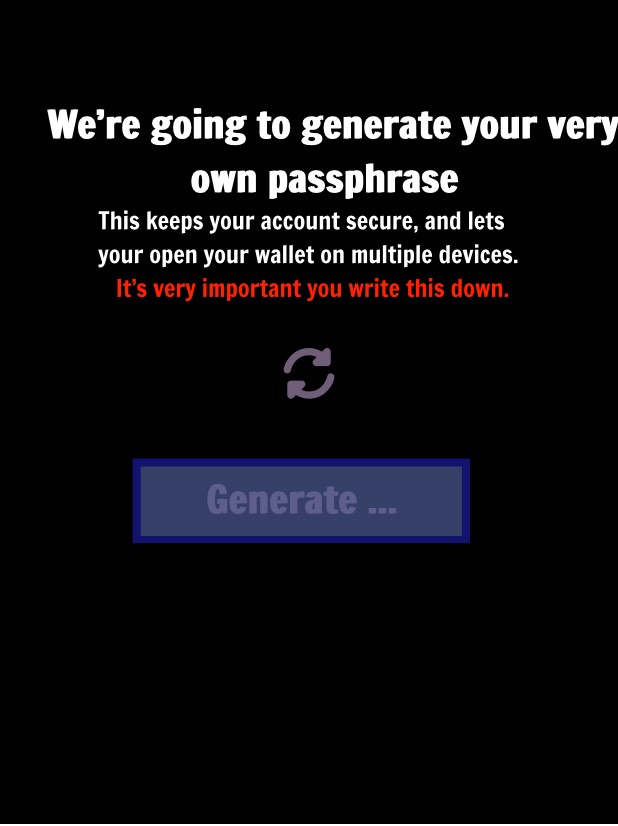 We’re going to generate your very
own passphrase
This keeps your account secure, and lets
your open your wallet on multiple devices.
It’s very important you write this down.
Generate ...